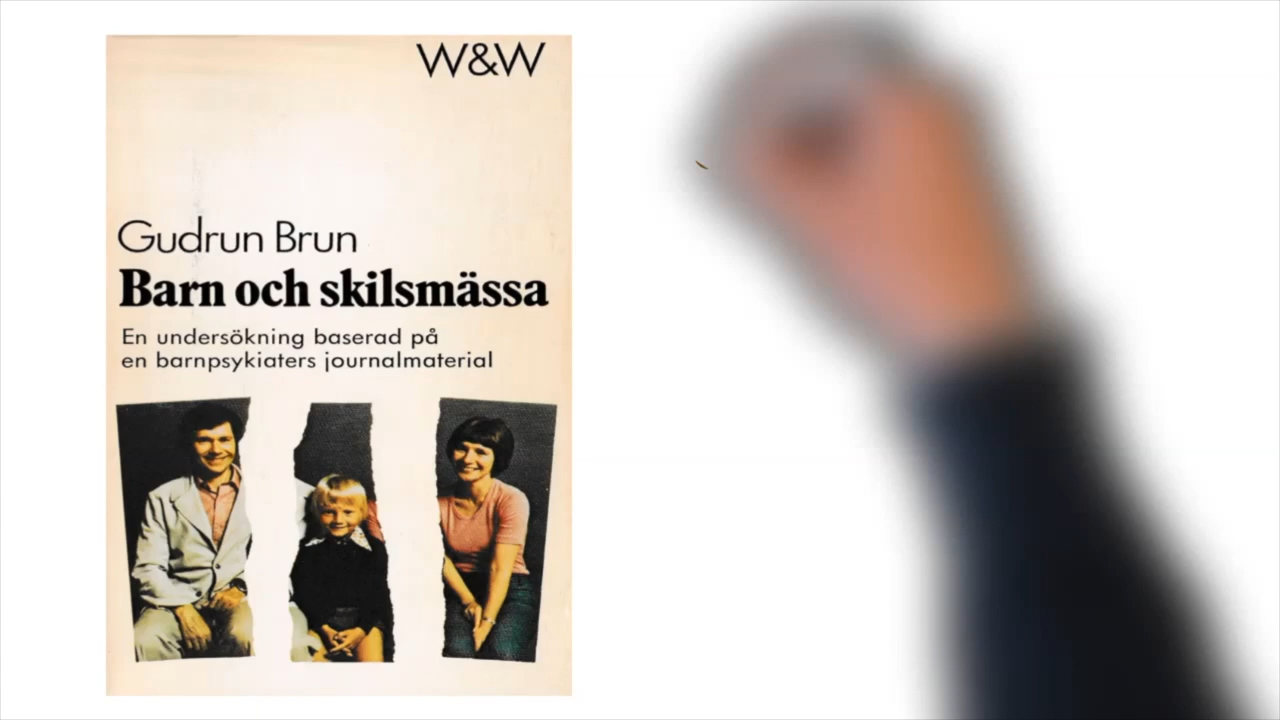 W&W
Gudrun Brun
Barn och skilsmässa
En undersökning baserad på
en barnpsykiaters journalmaterial